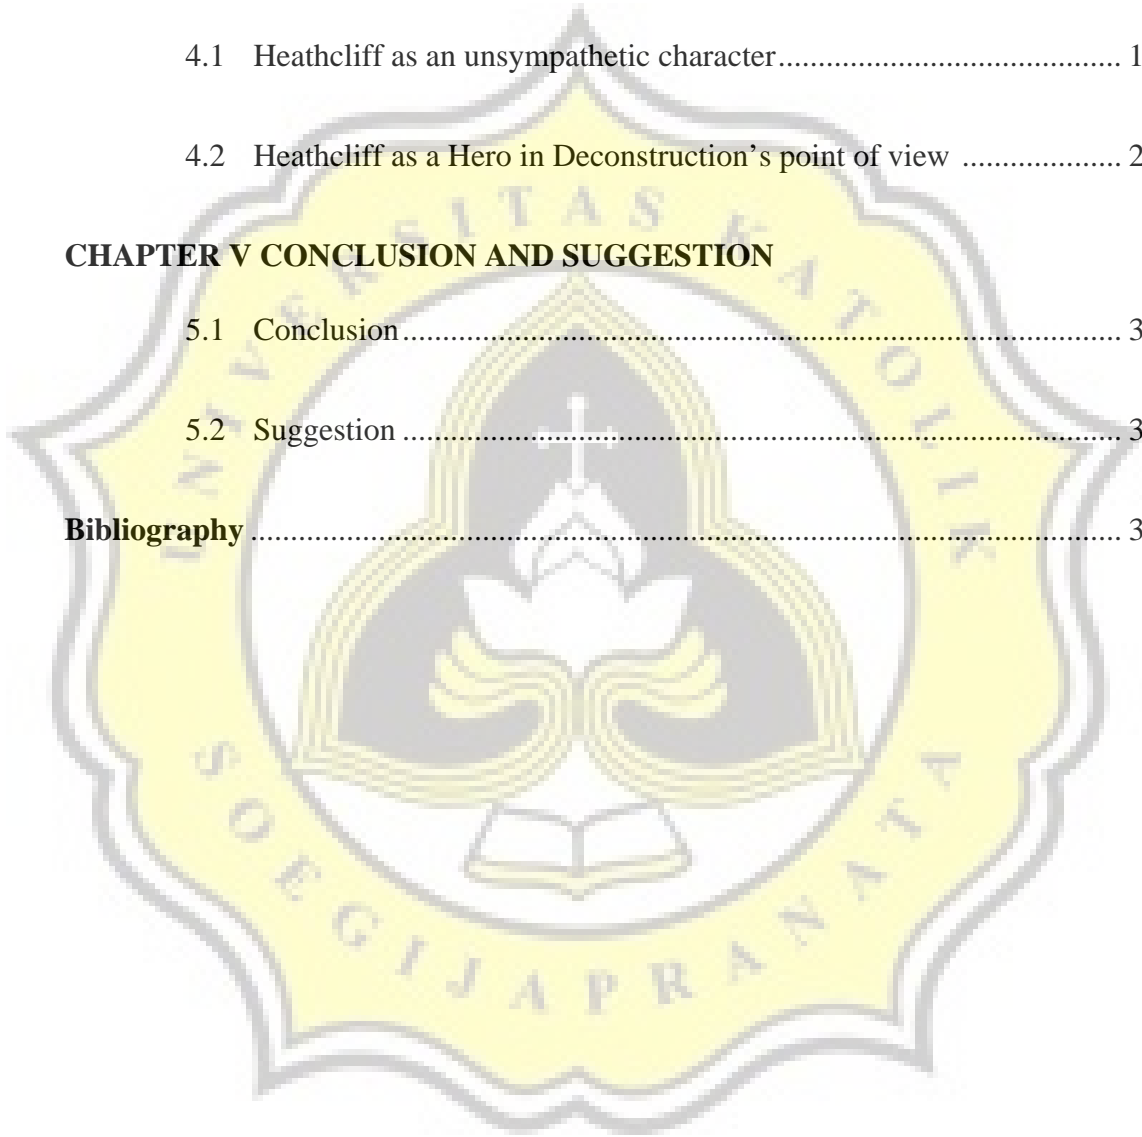 4.1 Heathcliff as an unsympathetic character........................................... 1
4.2 Heathcliff as a Hero in Deconstruction’s point of view .................... 2
CHAPTER V CONCLUSION AND SUGGESTION
5.1 Conclusion.......................................................................................... 3
5.2 Suggestion .......................................................................................... 3
Bibliography ............................................................................................................. 3
UNIVERSITAS KATOLIK
SOEGIJAPRANATA